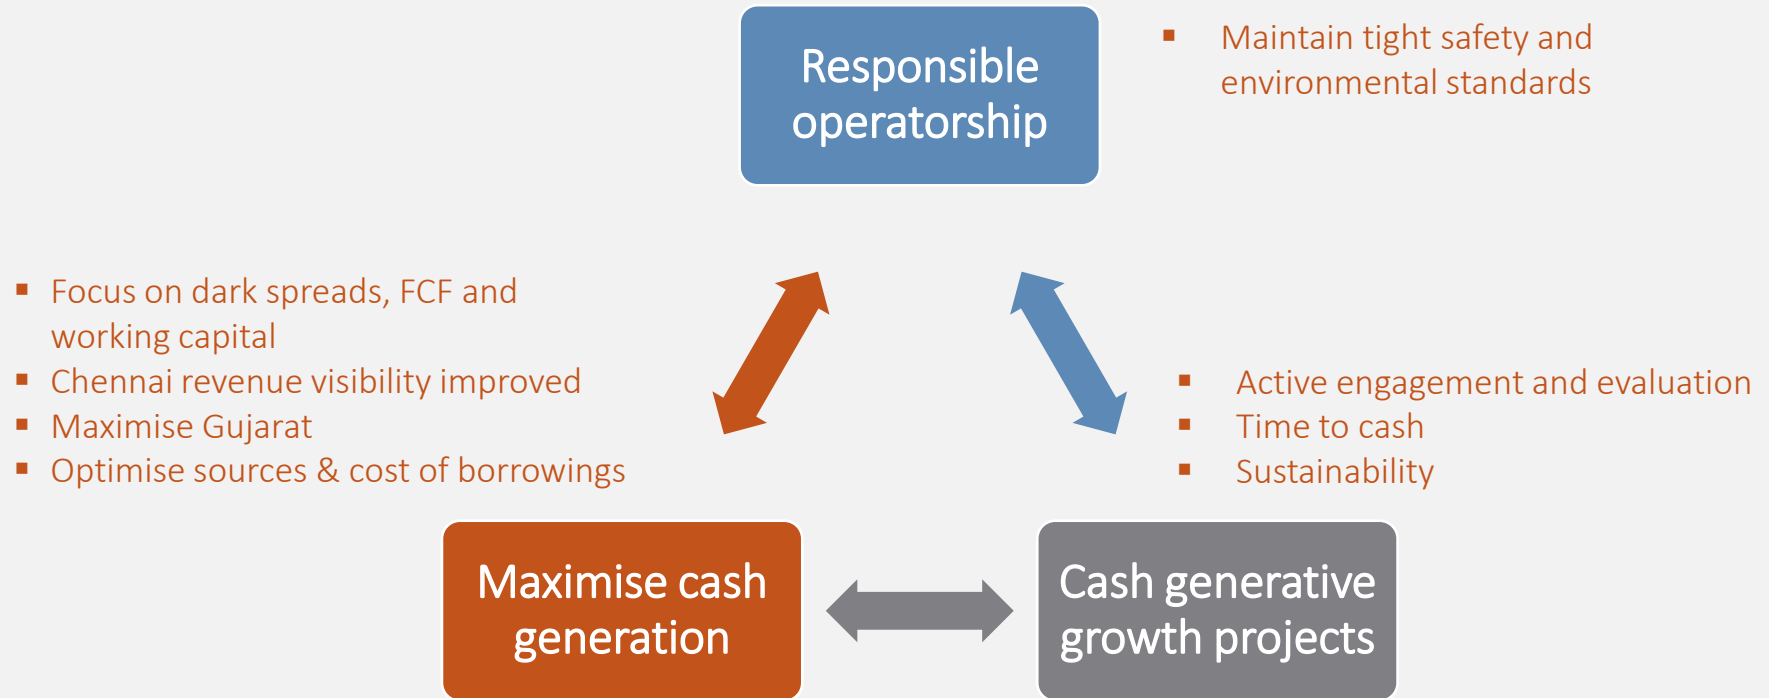 Responsible
operatorship
▪ Maintain tight safety and
environmental standards
▪ Focus on dark spreads, FCF and
working capital
▪ Chennai revenue visibility improved
▪ Maximise Gujarat
▪ Optimise sources & cost of borrowings
▪ Active engagement and evaluation
▪ Time to cash
▪ Sustainability
Maximise cash
generation
Cash generative
growth projects